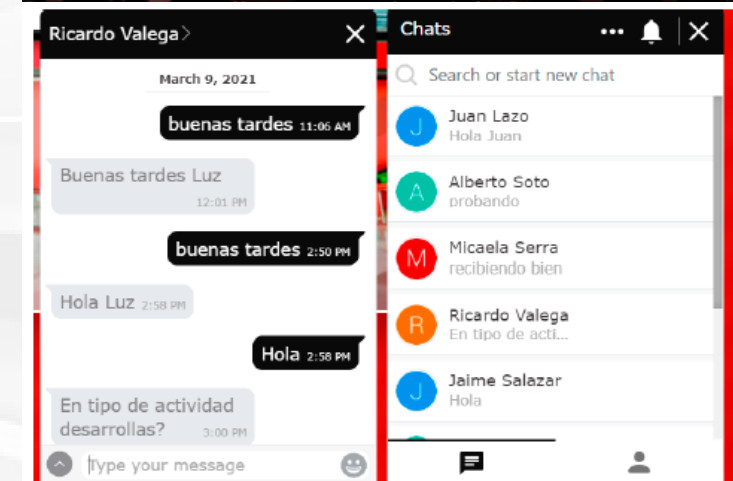 Ricardo Valega
March 9, 2021
buenas tardes 11:06 AM
Buenas tardes Luz
12:01 PM
buenas tardes 2:50 PM
Hola Luz 2:58 PM
Hola 2:58 PM
En tipo de actividad
desarrollas? 3:00 PM
Type your message
Chats
Search or start new chat
J
Juan Lazo
Hola Juan
A
Alberto Soto
probando
M
Micaela Serra
recibiendo bien
R
Ricardo Valega
En tipo de acti...
J
Jaime Salazar
Hola